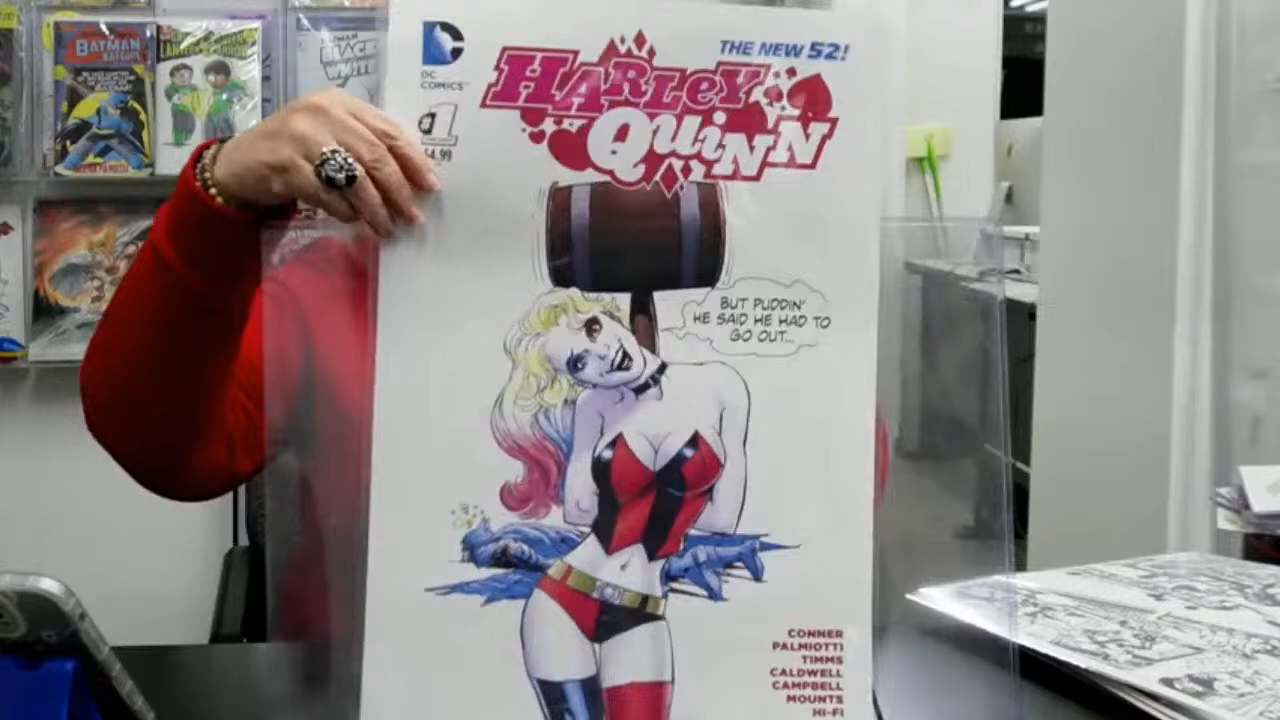 BATMAN
BATGIRL
BLACK
WHITE
DC
COMICS
THE NEW 52!
HARLEY
QUINN
#1
$4.99
BUT PUDDIN'
HE SAID HE HAD TO
GO OUT...
CONNER
PALMIOTTI
TIMMS
CALDWELL
CAMPBELL
MOUNTS
HI-FI